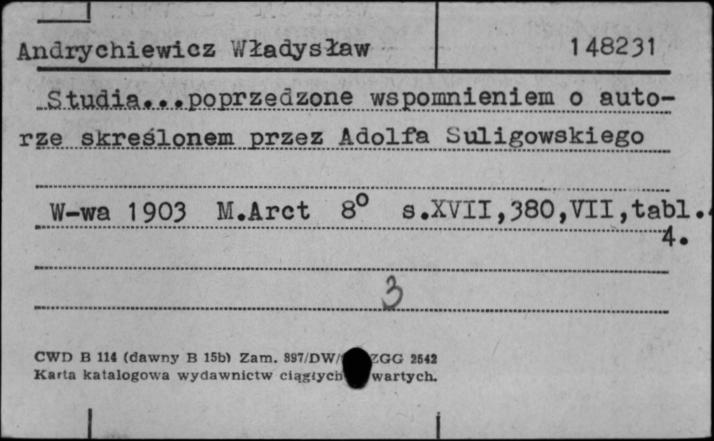 Andrychiewicz Władysław 148231
Studia...poprzedzone wspomnieniem o auto-
rze skreślonem przez Adolfa Suligowskiego
W-wa 1903 M.Arct 8° s.XVII,380,VII,tabl.
4.
3
CWD B 114 (dawny B 15b) Zam. 897/DW/ ZGG 2542
Karta katalogowa wydawnictw ciągłych wartych.